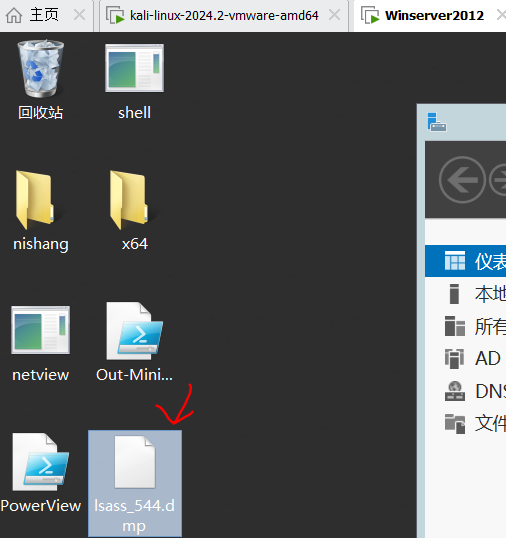 主页
kali-linux-2024.2-vmware-amd64
Winserver2012
回收站
shell
nishang
x64
netview
Out-Mini...
PowerView
lsass_544.d
mp
仪表
本地
所有
AD
DNS
文件